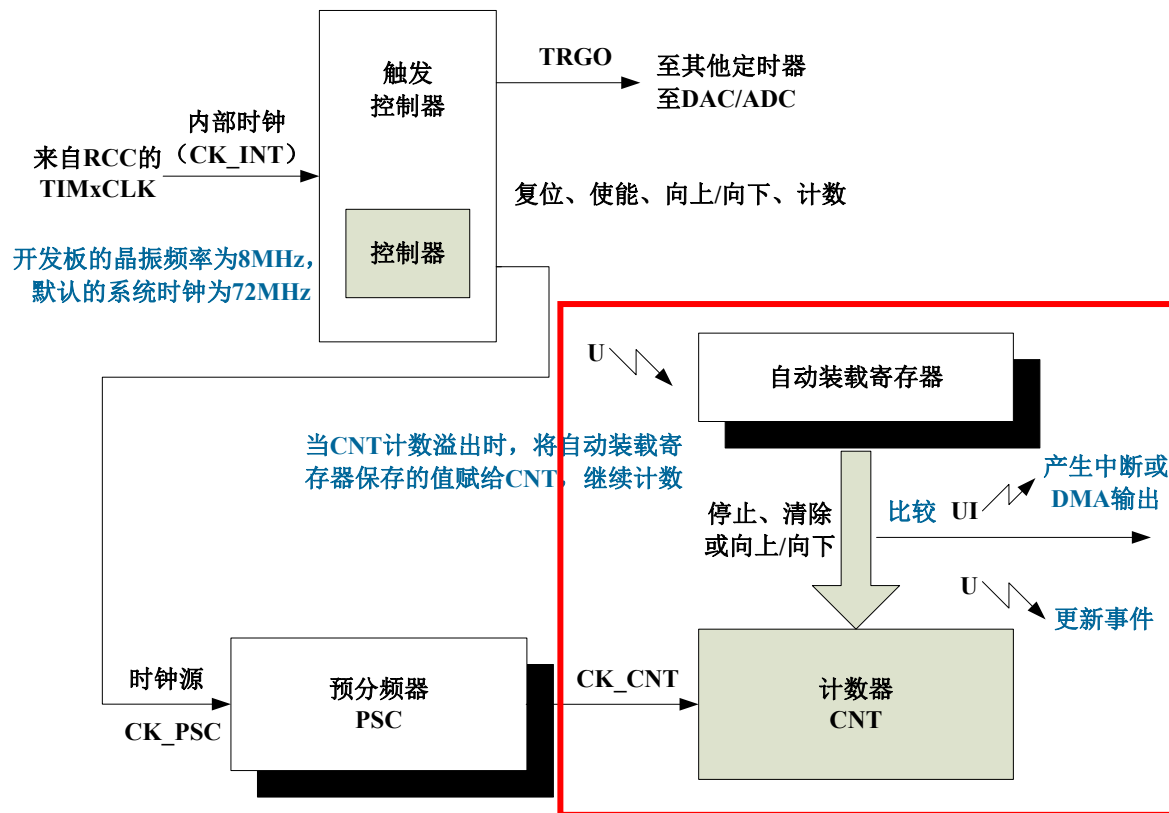 触发
控制器
TRGO
至其他定时器
至DAC/ADC
内部时钟
(CK_INT)
来自RCC的
TIMxCLK
复位、使能、向上/向下、计数
控制器
开发板的晶振频率为8MHz，
默认的系统时钟为72MHz
U
自动装载寄存器
当CNT计数溢出时，将自动装载寄
存器保存的值赋给CNT，继续计数
停止、清除
或向上/向下
比较
UI
产生中断或
DMA输出
U
更新事件
时钟源
CK_PSC
预分频器
PSC
CK_CNT
计数器
CNT